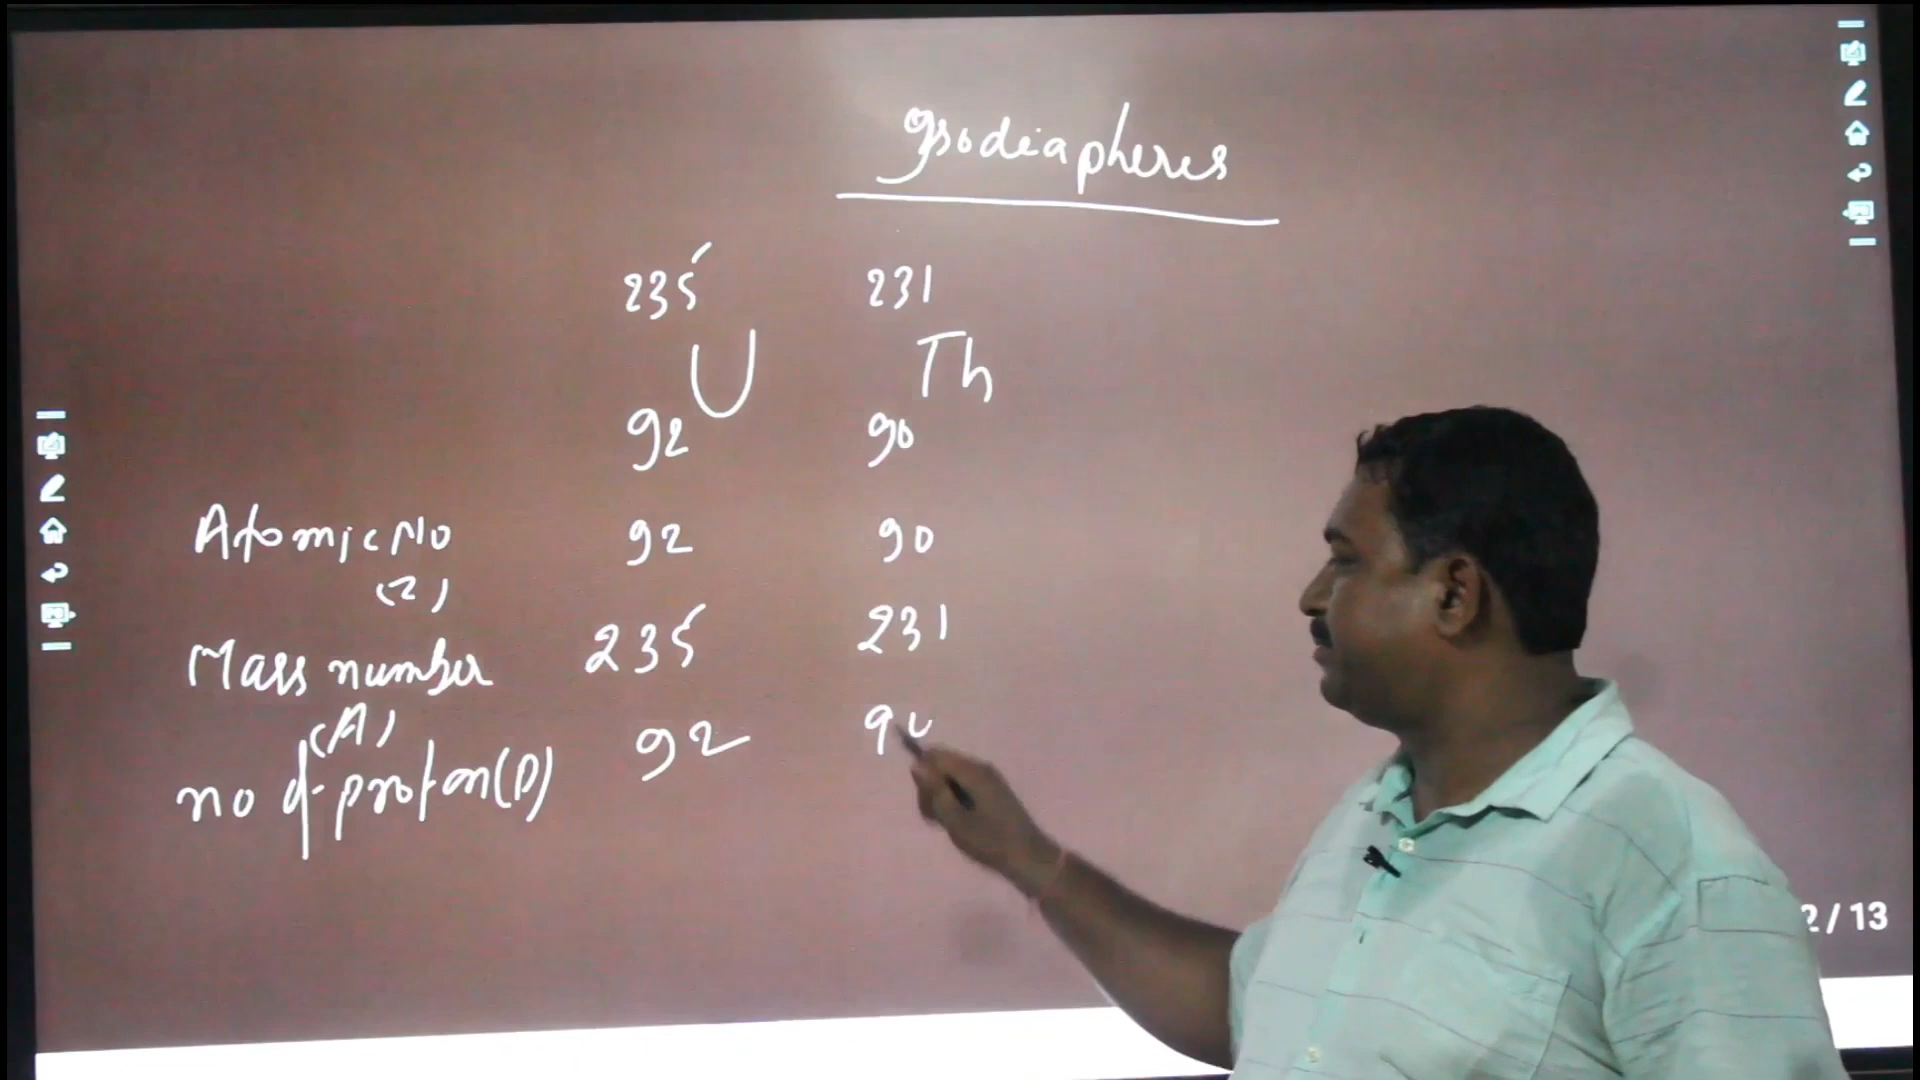 Isodiapheres
235 231
U Th
92 90
Atomic No 92 90
(Z)
Mass number 235 231
(A)
no of proton(P) 92 90
2/13